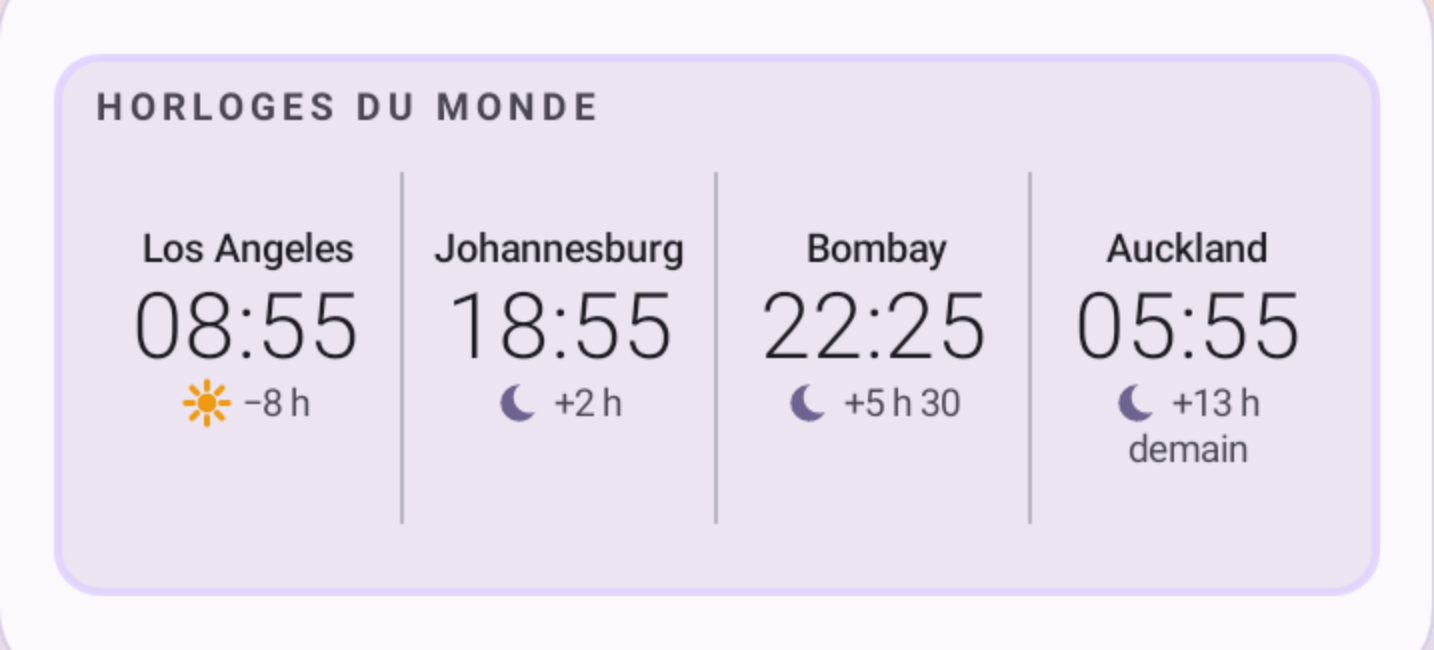 HORLOGES DU MONDE
Los Angeles
08:55
−8 h
Johannesburg
18:55
+2 h
Bombay
22:25
+5 h 30
Auckland
05:55
+13 h
demain